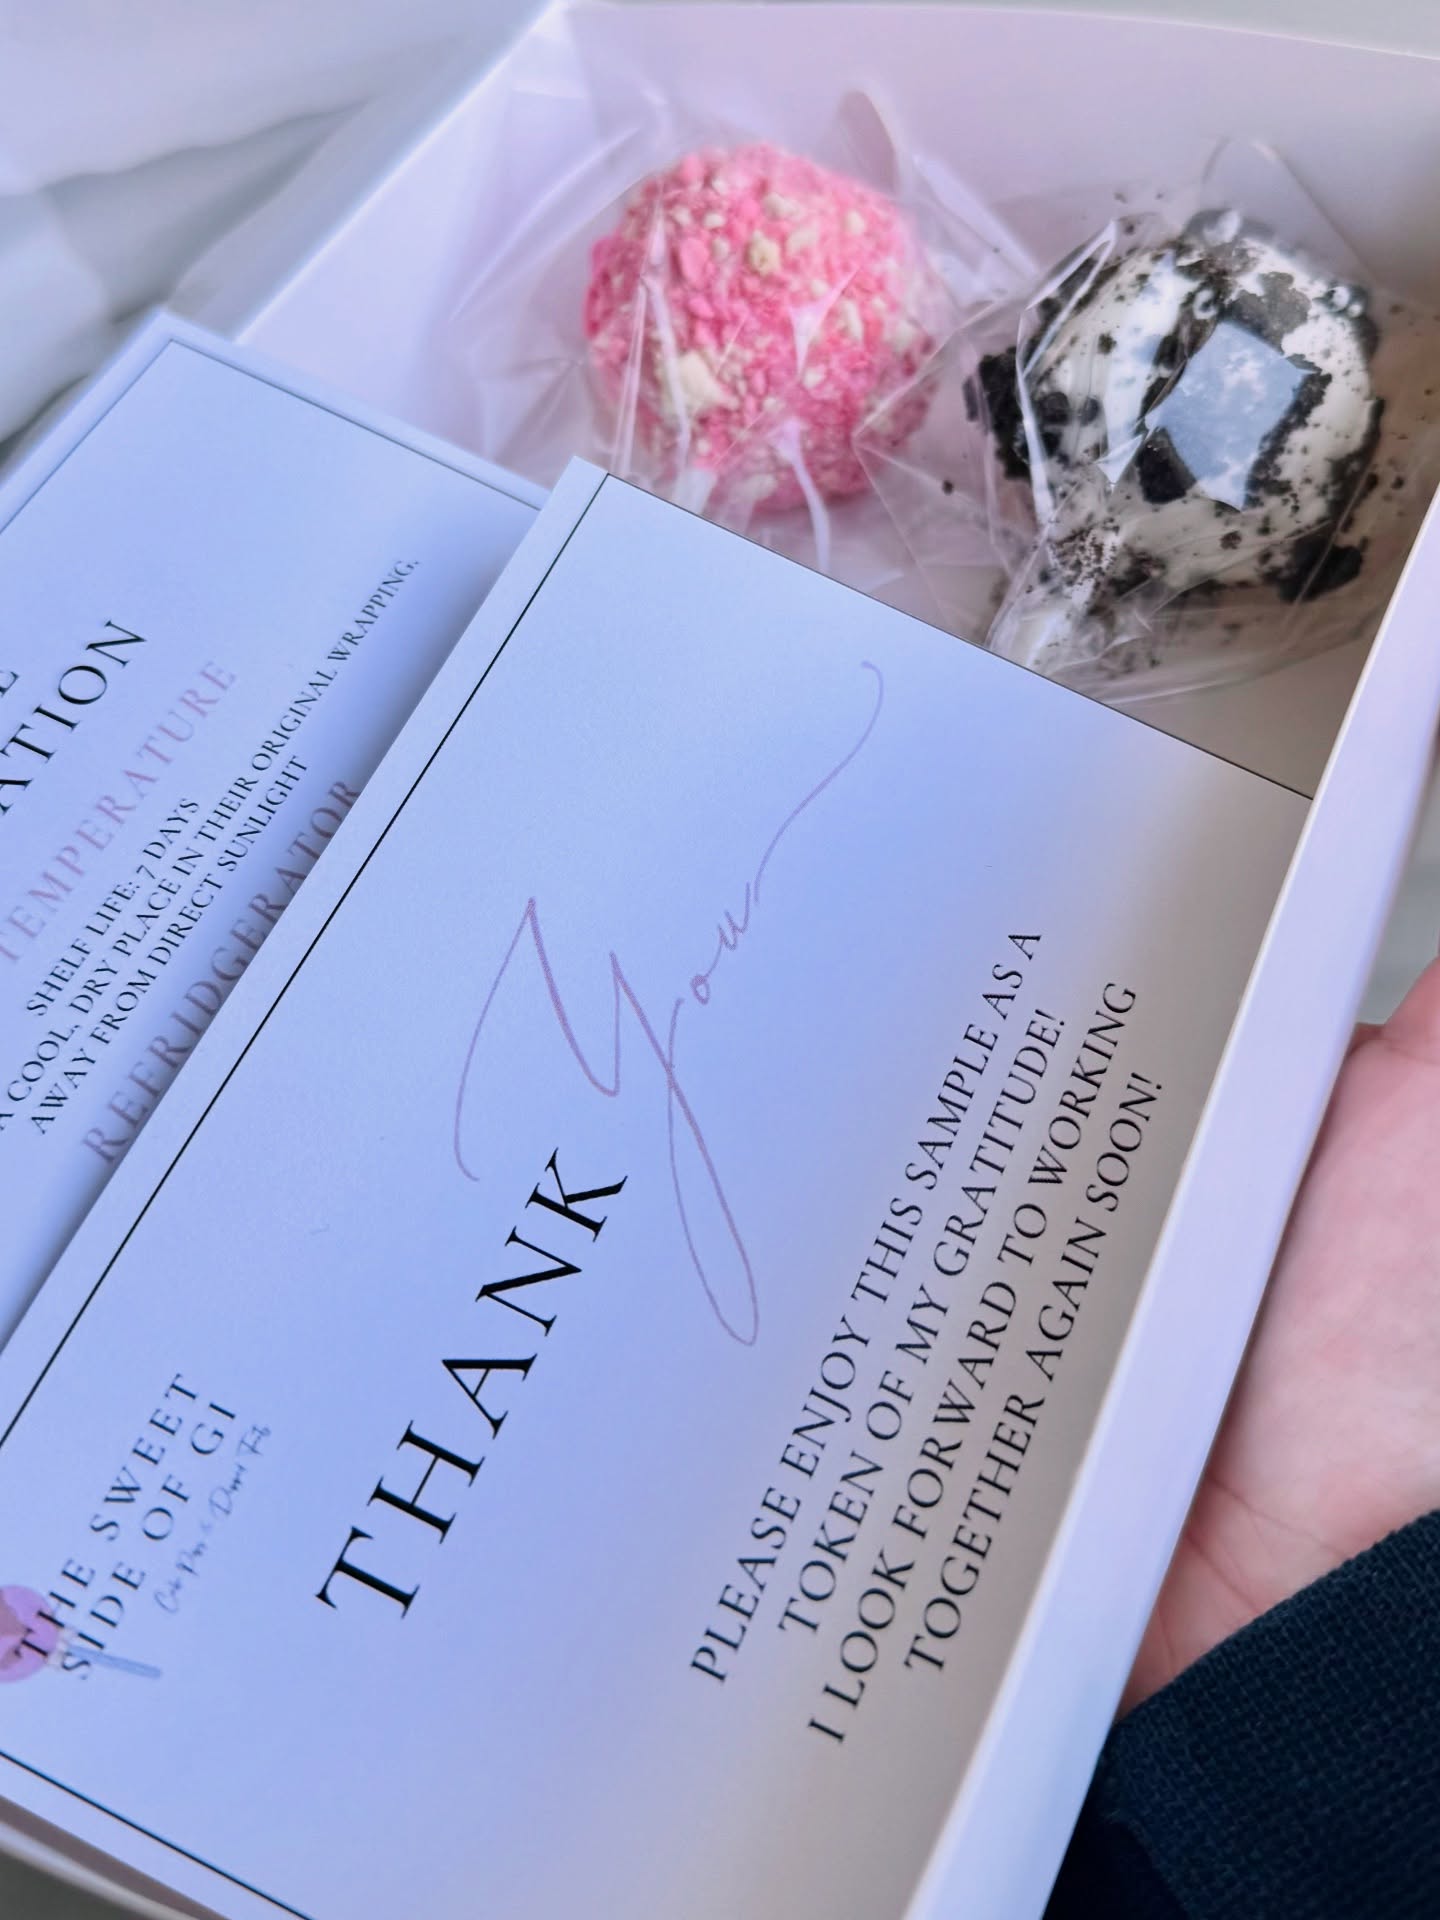 ATION
TEMPERATURE
SHELF LIFE: 7 DAYS
A COOL, DRY PLACE IN THEIR ORIGINAL WRAPPING,
AWAY FROM DIRECT SUNLIGHT
REFRIDGERATOR
THE SWEET
SIDE OF GI
THANK You
PLEASE ENJOY THIS SAMPLE AS A
TOKEN OF MY GRATITUDE!
I LOOK FORWARD TO WORKING
TOGETHER AGAIN SOON!